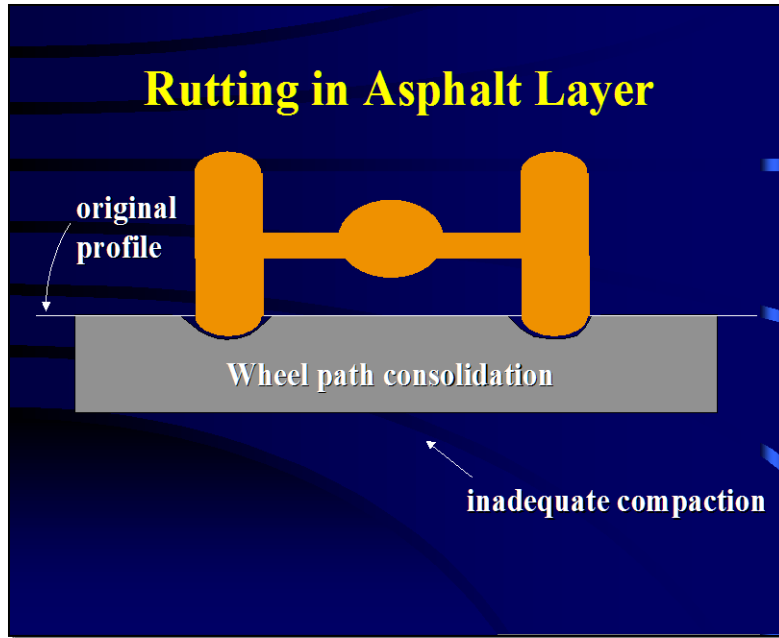 Rutting in Asphalt Layer
original
profile
Wheel path consolidation
inadequate compaction